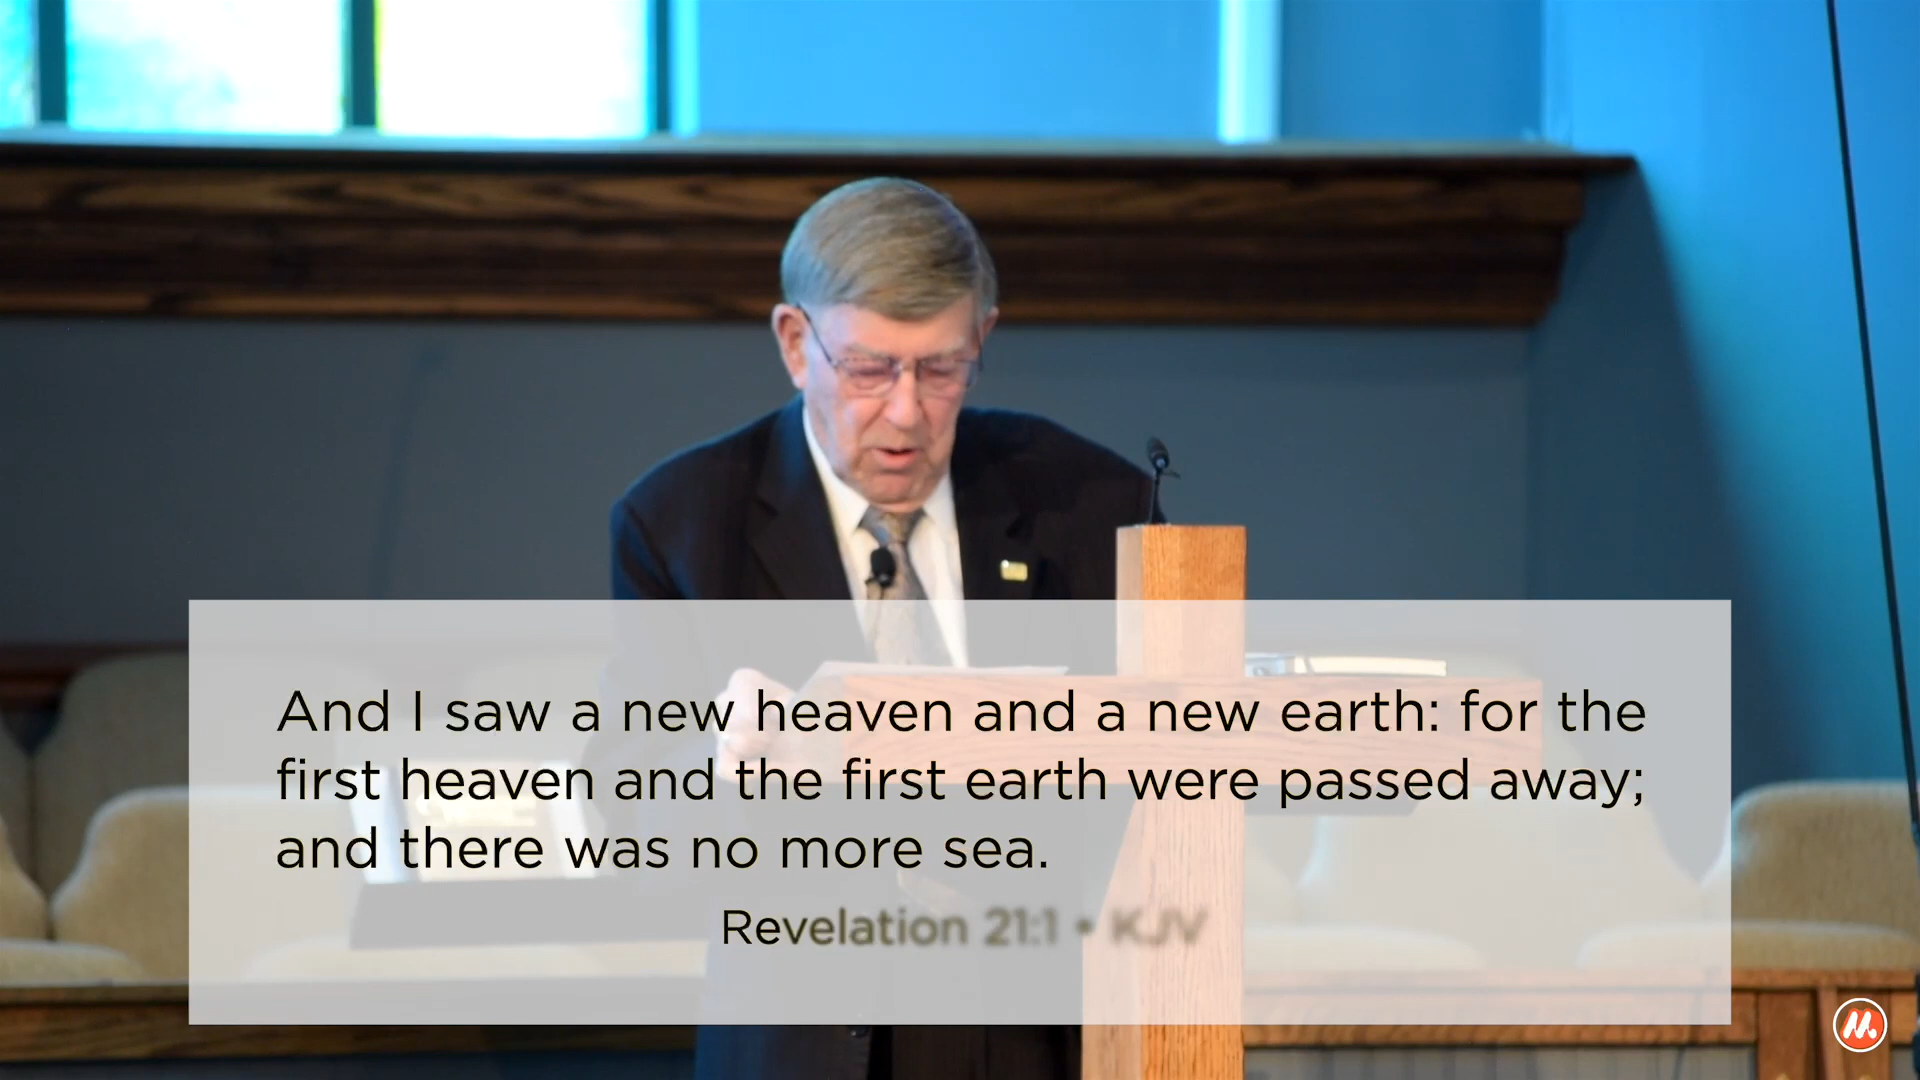 And I saw a new heaven and a new earth: for the
first heaven and the first earth were passed away;
and there was no more sea.
Revelation 21:1 • KJV
M